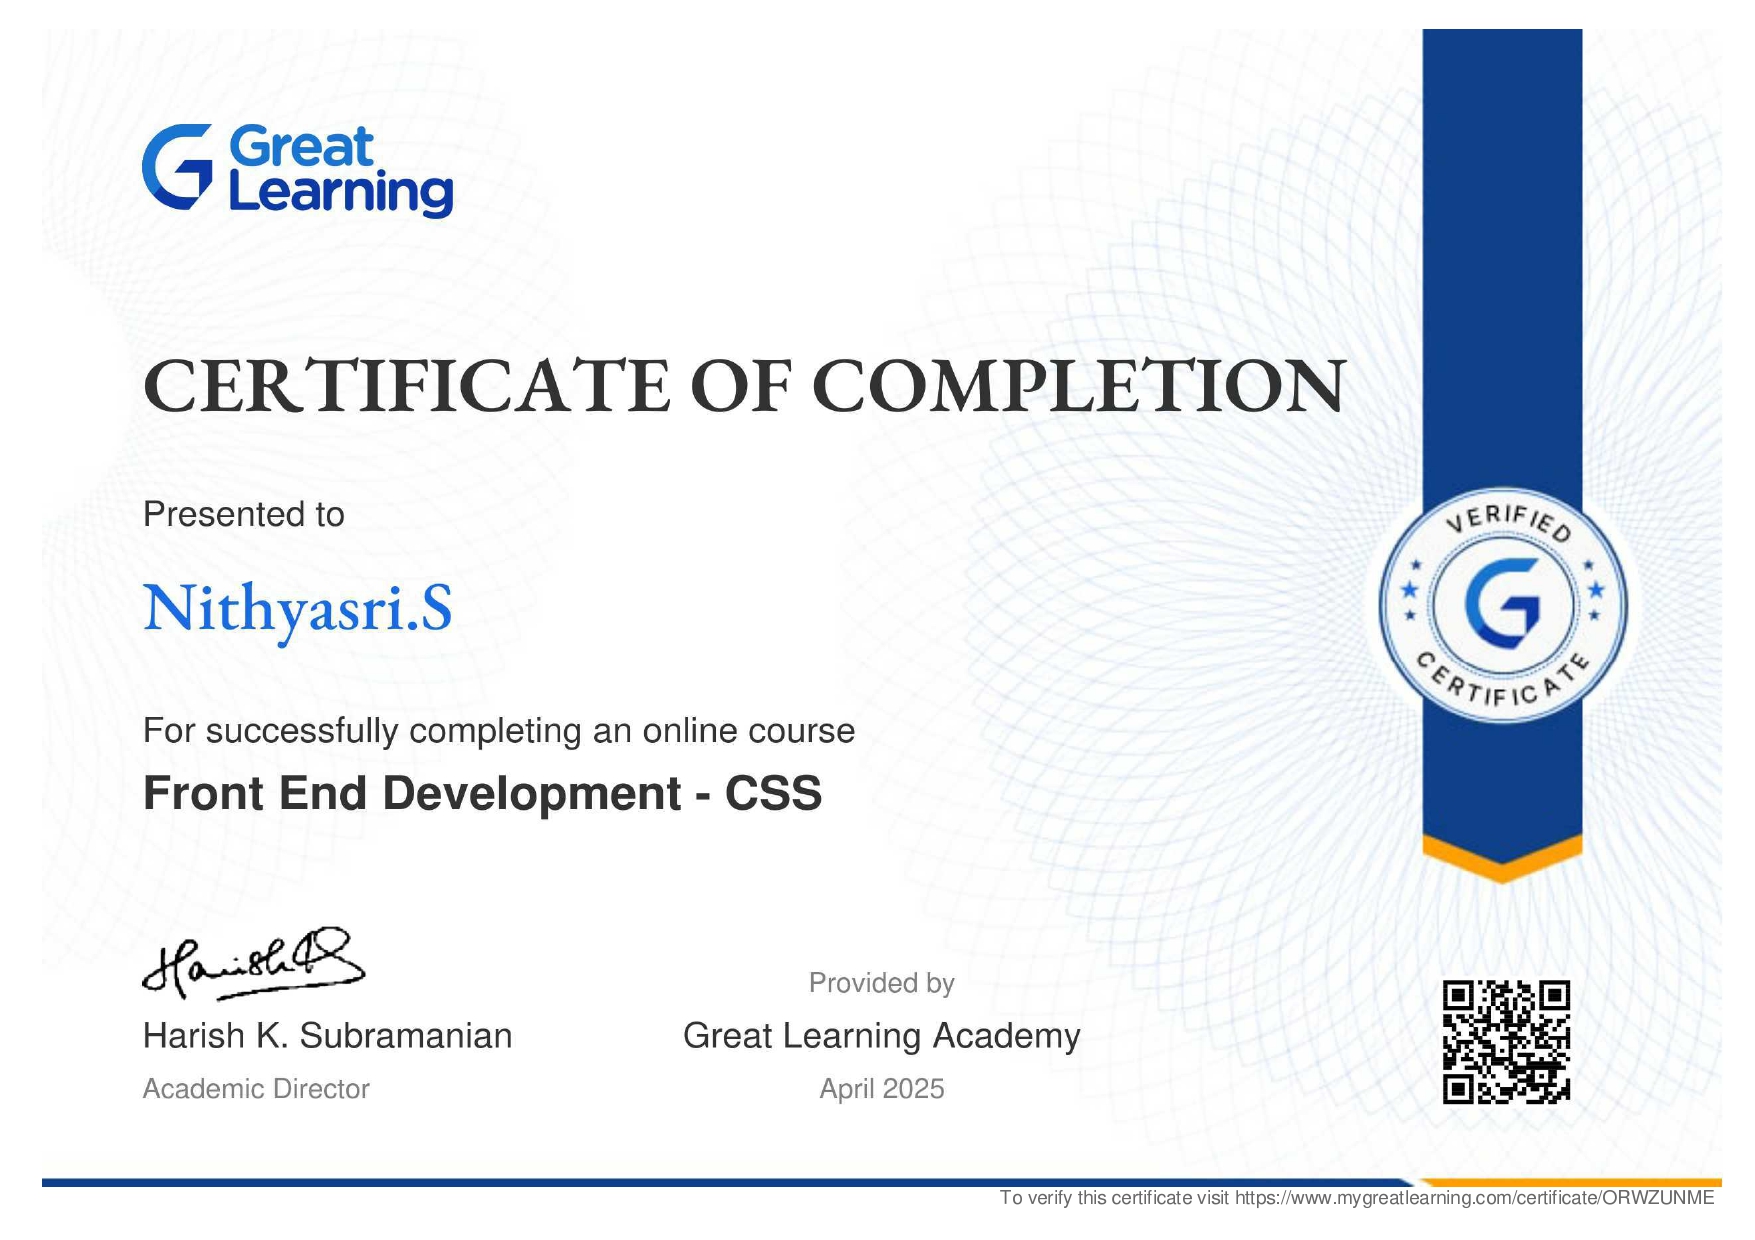 Great
Learning
CERTIFICATE OF COMPLETION
Presented to
Nithyasri.S
For successfully completing an online course
Front End Development - CSS
VERIFIED
CERTIFICATE
Harish K. Subramanian
Academic Director
Provided by
Great Learning Academy
April 2025
To verify this certificate visit https://www.mygreatlearning.com/certificate/ORWZUNME